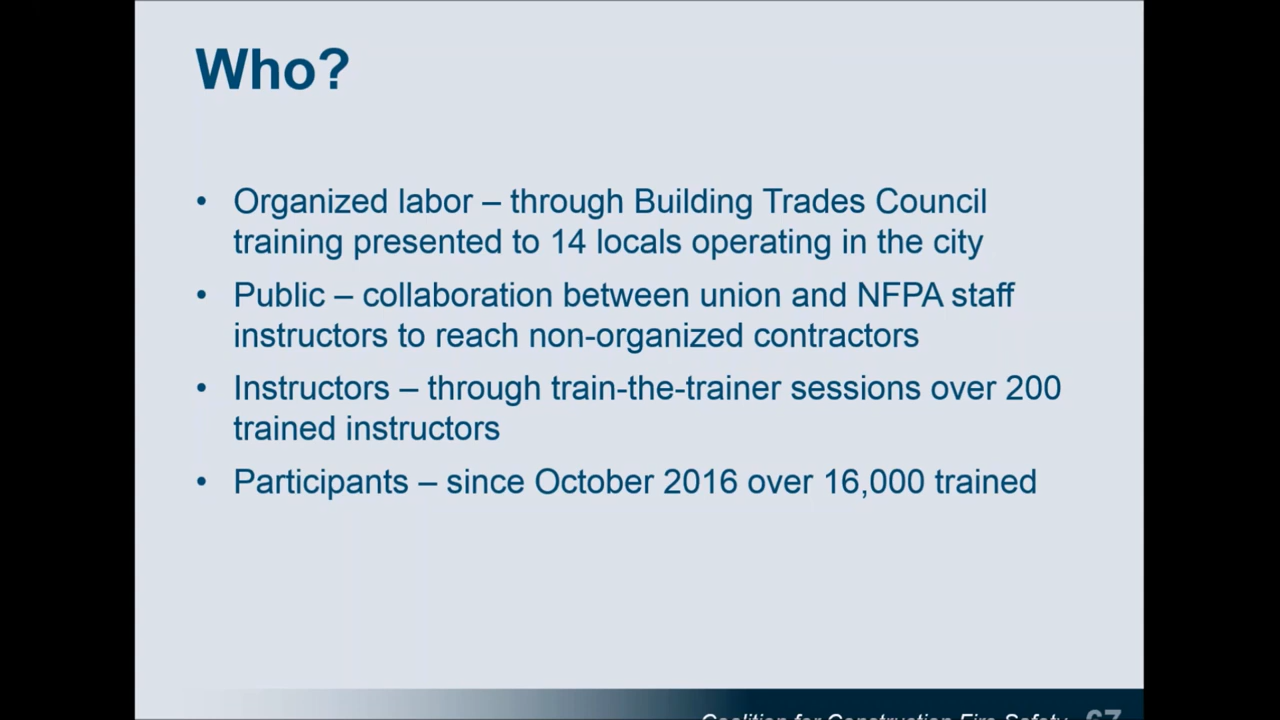 Who?
• Organized labor – through Building Trades Council
training presented to 14 locals operating in the city
• Public – collaboration between union and NFPA staff
instructors to reach non-organized contractors
• Instructors – through train-the-trainer sessions over 200
trained instructors
• Participants – since October 2016 over 16,000 trained
Coalition for Construction Fire Safety 67